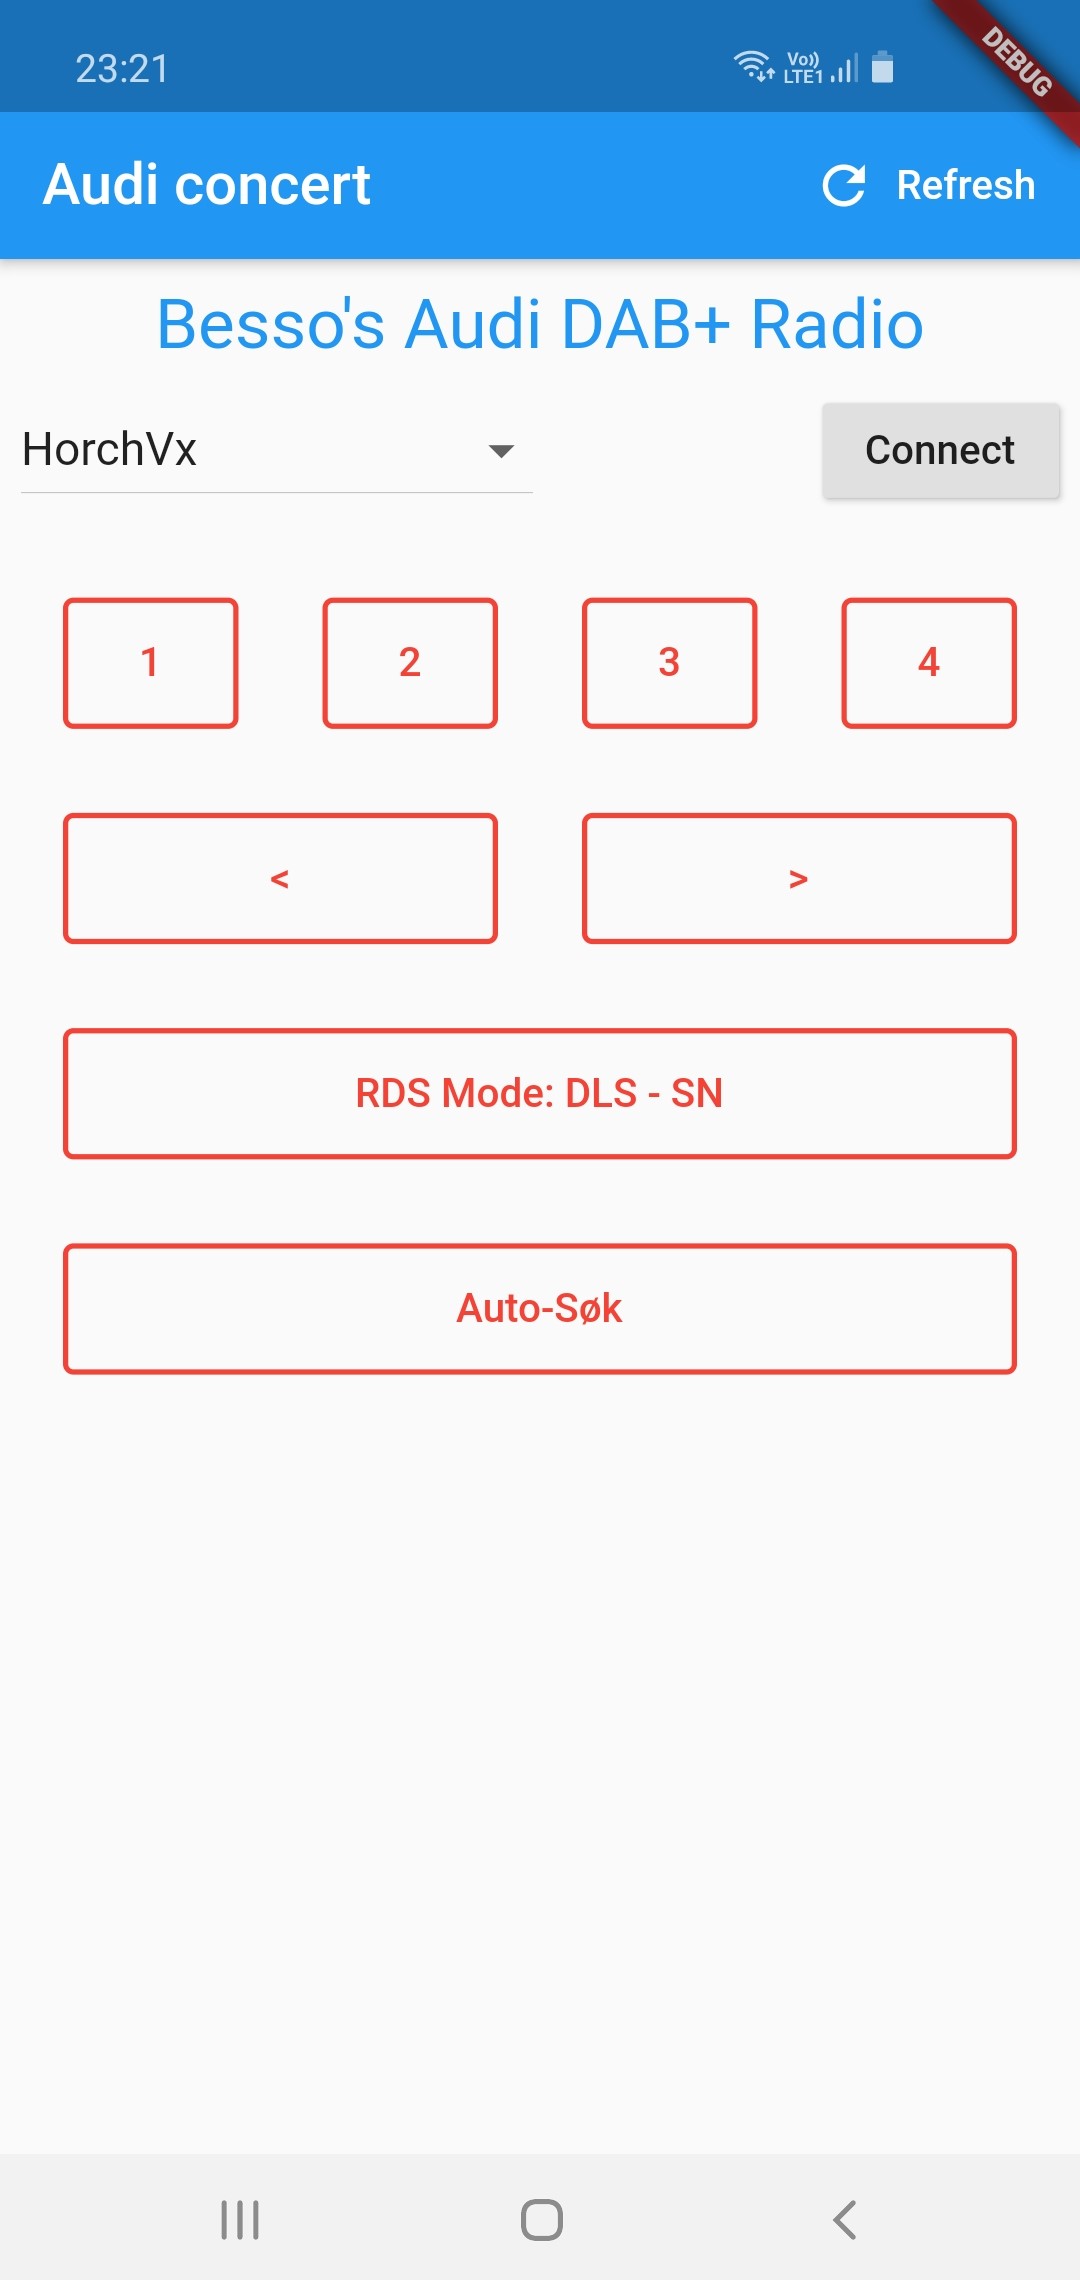 23:21
Vo))
LTE1
DEBUG
Audi concert
Refresh
Besso's Audi DAB+ Radio
HorchVx
Connect
1
2
3
4
<
>
RDS Mode: DLS - SN
Auto-Søk